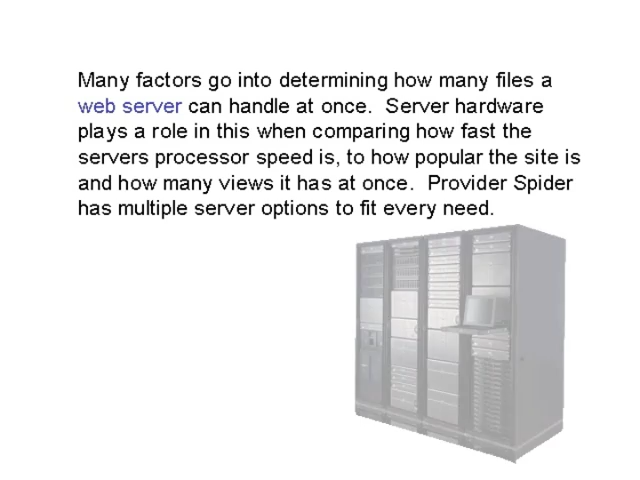 Many factors go into determining how many files a
web server can handle at once.  Server hardware
plays a role in this when comparing how fast the
servers processor speed is, to how popular the site is
and how many views it has at once.  Provider Spider
has multiple server options to fit every need.